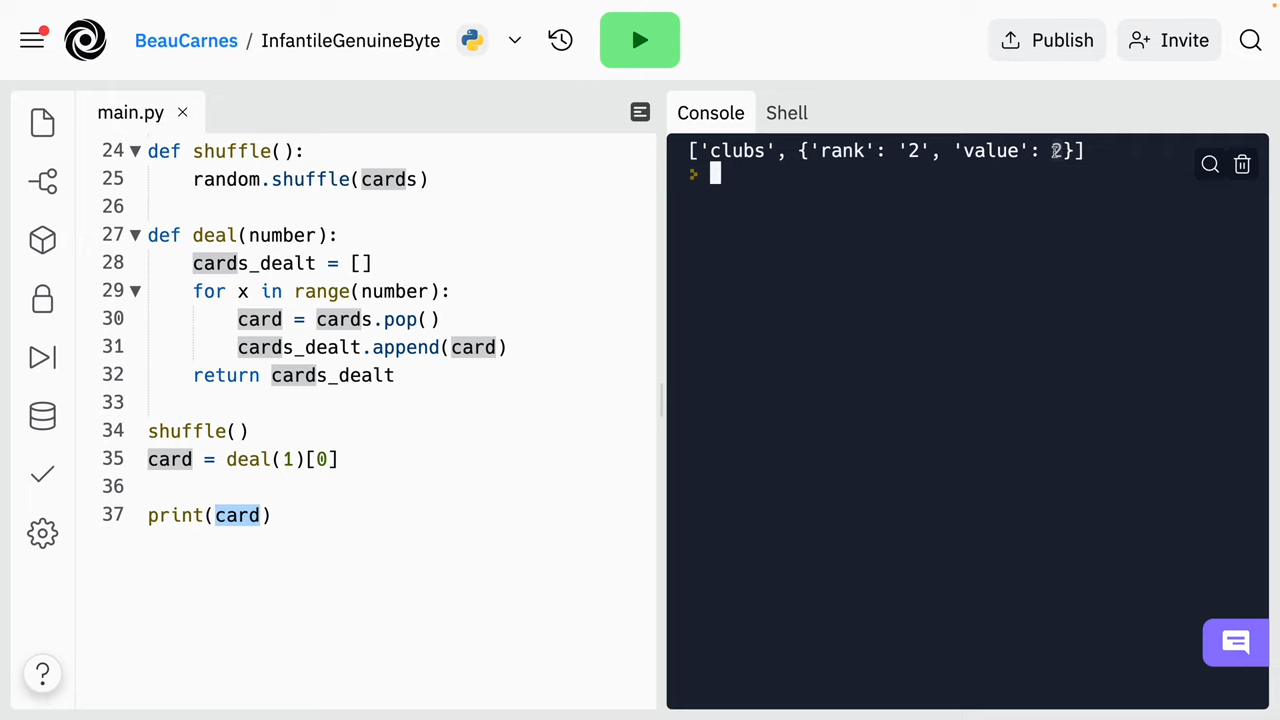 BeauCarnes / InfantileGenuineByte
Publish
Invite
main.py
Console
Shell
24 def shuffle():
25     random.shuffle(cards)
26
27 def deal(number):
28     cards_dealt = []
29     for x in range(number):
30         card = cards.pop()
31         cards_dealt.append(card)
32     return cards_dealt
33
34 shuffle()
35 card = deal(1)[0]
36
37 print(card)
['clubs', {'rank': '2', 'value': 2}]
?